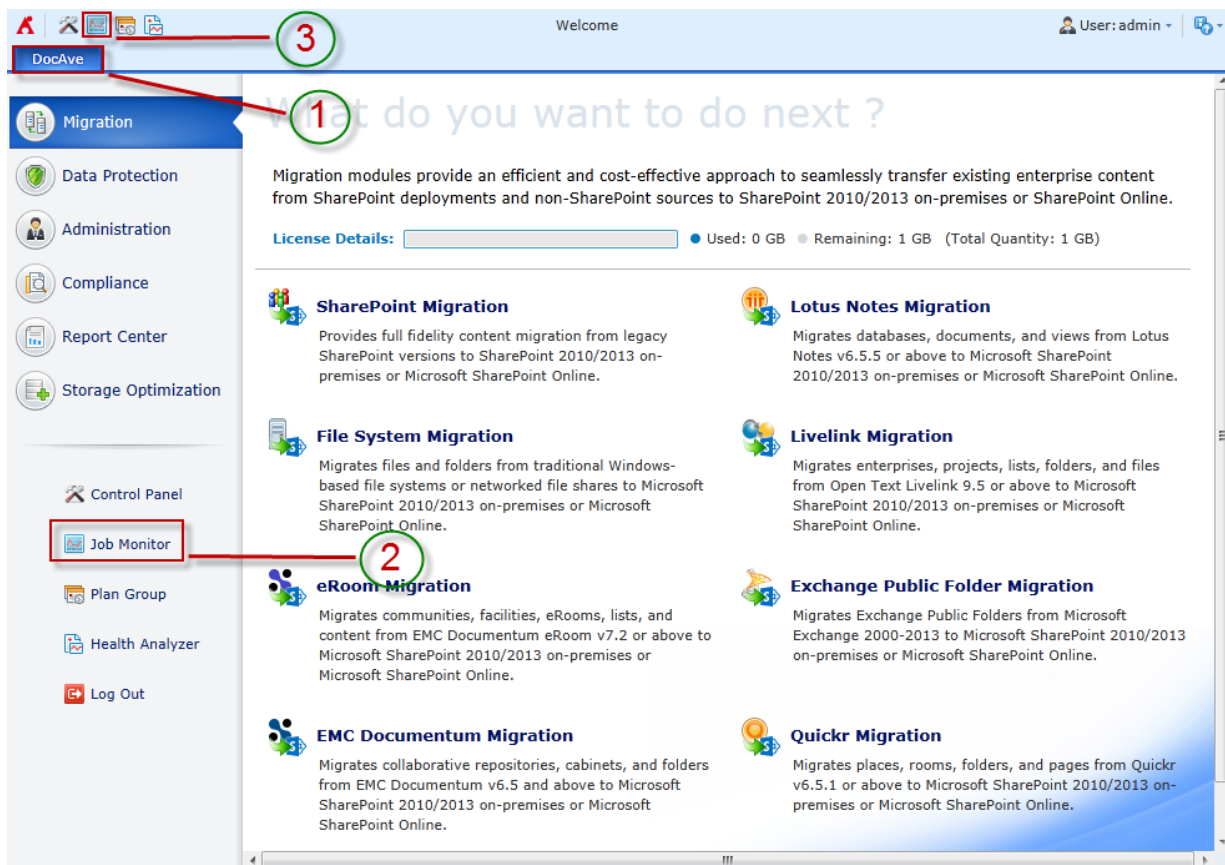 Welcome
User: admin
DocAve
3
1
What do you want to do next ?
Migration
Data Protection
Administration
Compliance
Report Center
Storage Optimization
Control Panel
Job Monitor
2
Plan Group
Health Analyzer
Log Out
Migration modules provide an efficient and cost-effective approach to seamlessly transfer existing enterprise content
from SharePoint deployments and non-SharePoint sources to SharePoint 2010/2013 on-premises or SharePoint Online.
License Details:
Used: 0 GB
Remaining: 1 GB
(Total Quantity: 1 GB)
SharePoint Migration
Provides full fidelity content migration from legacy
SharePoint versions to SharePoint 2010/2013 on-
premises or Microsoft SharePoint Online.
Lotus Notes Migration
Migrates databases, documents, and views from Lotus
Notes v6.5.5 or above to Microsoft SharePoint
2010/2013 on-premises or Microsoft SharePoint Online.
File System Migration
Migrates files and folders from traditional Windows-
based file systems or networked file shares to Microsoft
SharePoint 2010/2013 on-premises or Microsoft
SharePoint Online.
Livelink Migration
Migrates enterprises, projects, lists, folders, and files
from Open Text Livelink 9.5 or above to Microsoft
SharePoint 2010/2013 on-premises or Microsoft
SharePoint Online.
eRoom Migration
Migrates communities, facilities, eRooms, lists, and
content from EMC Documentum eRoom v7.2 or above to
Microsoft SharePoint 2010/2013 on-premises or
Microsoft SharePoint Online.
Exchange Public Folder Migration
Migrates Exchange Public Folders from Microsoft
Exchange 2000-2013 to Microsoft SharePoint 2010/2013
on-premises or Microsoft SharePoint Online.
EMC Documentum Migration
Migrates collaborative repositories, cabinets, and folders
from EMC Documentum v6.5 and above to Microsoft
SharePoint 2010/2013 on-premises or Microsoft
SharePoint Online.
Quickr Migration
Migrates places, rooms, folders, and pages from Quickr
v6.5.1 or above to Microsoft SharePoint 2010/2013 on-
premises or Microsoft SharePoint Online.